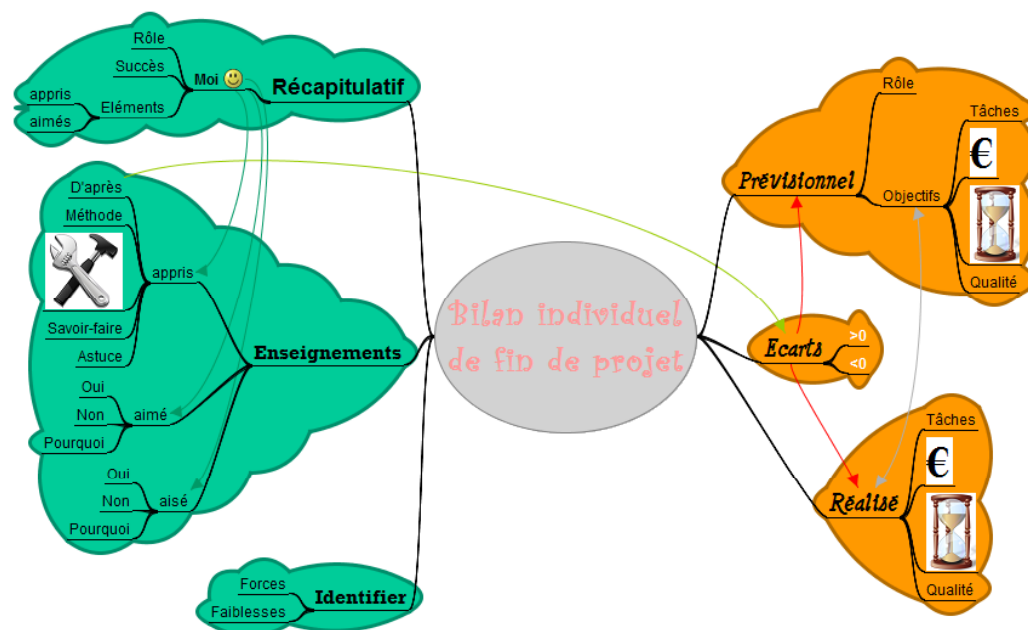 Bilan individuel
de fin de projet
Récapitulatif
Moi
Rôle
Succès
Eléments
appris
aimés
Enseignements
appris
D'après
Méthode
Savoir-faire
Astuce
aimé
Oui
Non
Pourquoi
aisé
Oui
Non
Pourquoi
Identifier
Forces
Faiblesses
Prévisionnel
Rôle
Objectifs
Tâches
€
Qualité
Ecarts
>0
<0
Réalisé
Tâches
€
Qualité